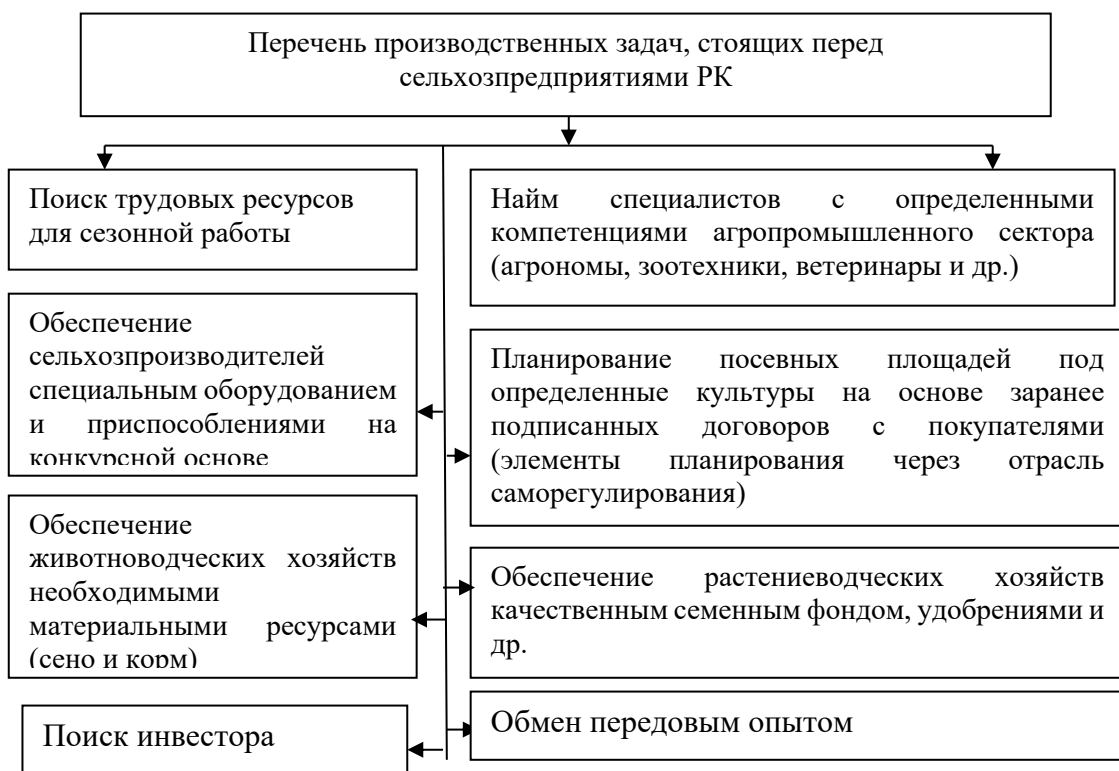 Перечень производственных задач, стоящих перед
сельхозпредприятиями РК
Поиск трудовых ресурсов
для сезонной работы
Найм специалистов с определенными
компетенциями агропромышленного сектора
(агрономы, зоотехники, ветеринары и др.)
Обеспечение
сельхозпроизводителей
специальным оборудованием
и приспособлениями на
конкурсной основе
Планирование посевных площадей под
определенные культуры на основе заранее
подписанных договоров с покупателями
(элементы планирования через отрасль
саморегулирования)
Обеспечение
животноводческих хозяйств
необходимыми
материальными ресурсами
(сено и корм)
Обеспечение растениеводческих хозяйств
качественным семенным фондом, удобрениями и
др.
Поиск инвестора
Обмен передовым опытом